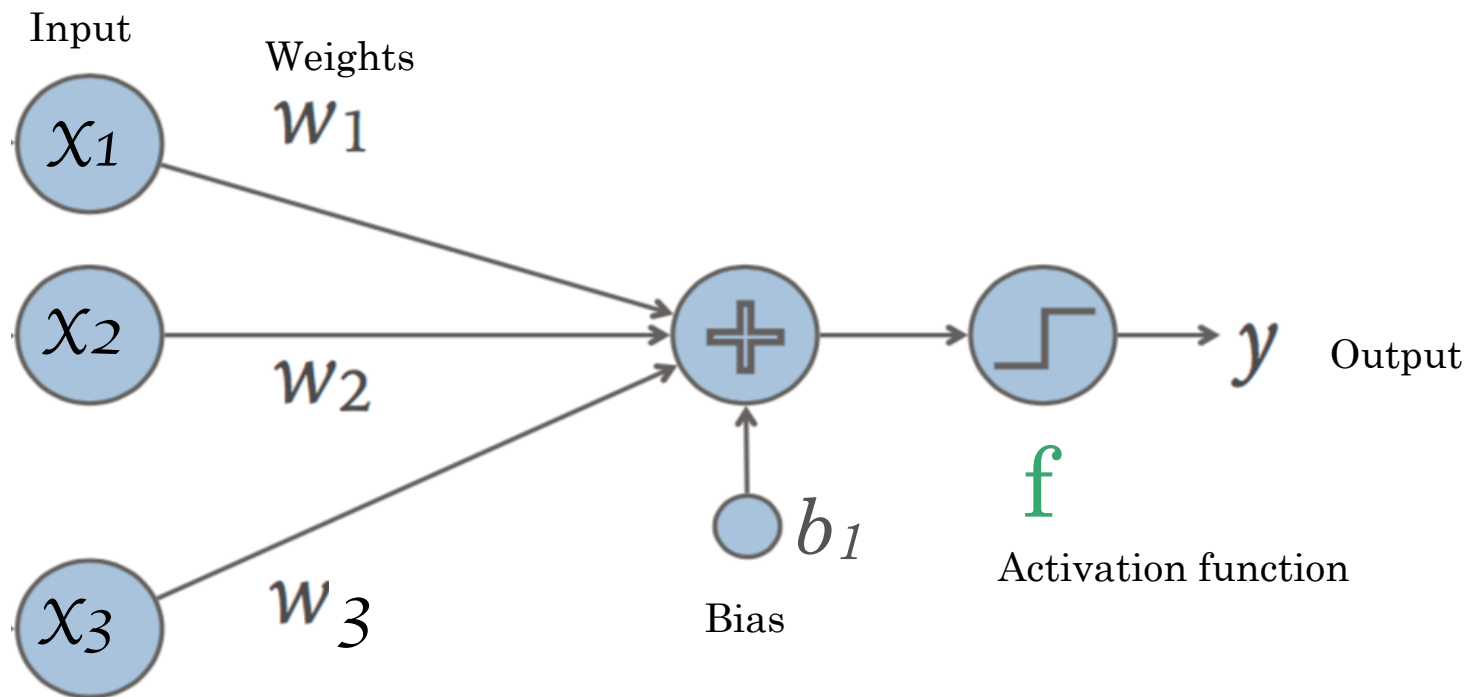 Input
Weights
x1
w1
x2
w2
y
Output
x3
w3
b1
Bias
f
Activation function